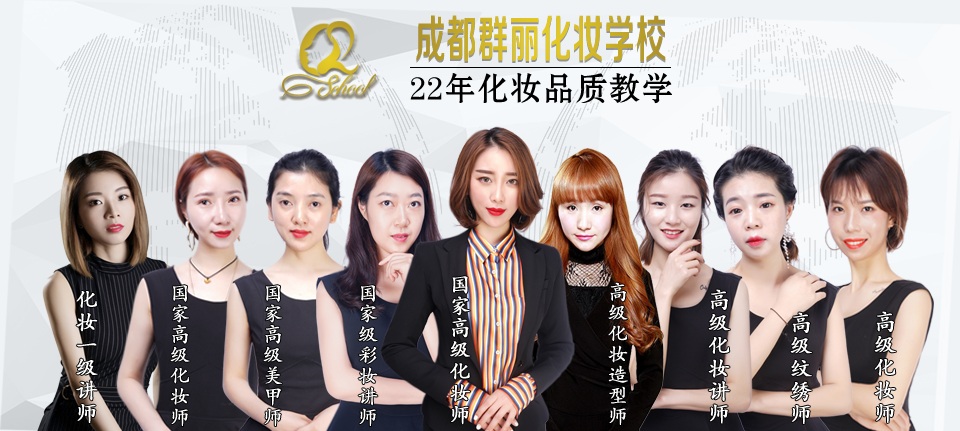 School
成都群丽化妆学校
22年化妆品质教学
化妆一级讲师
国家高级化妆师
国家高级美甲师
国家级彩妆讲师
国家高级化妆师
高级化妆造型师
高级化妆讲师
高级纹绣师
高级化妆师